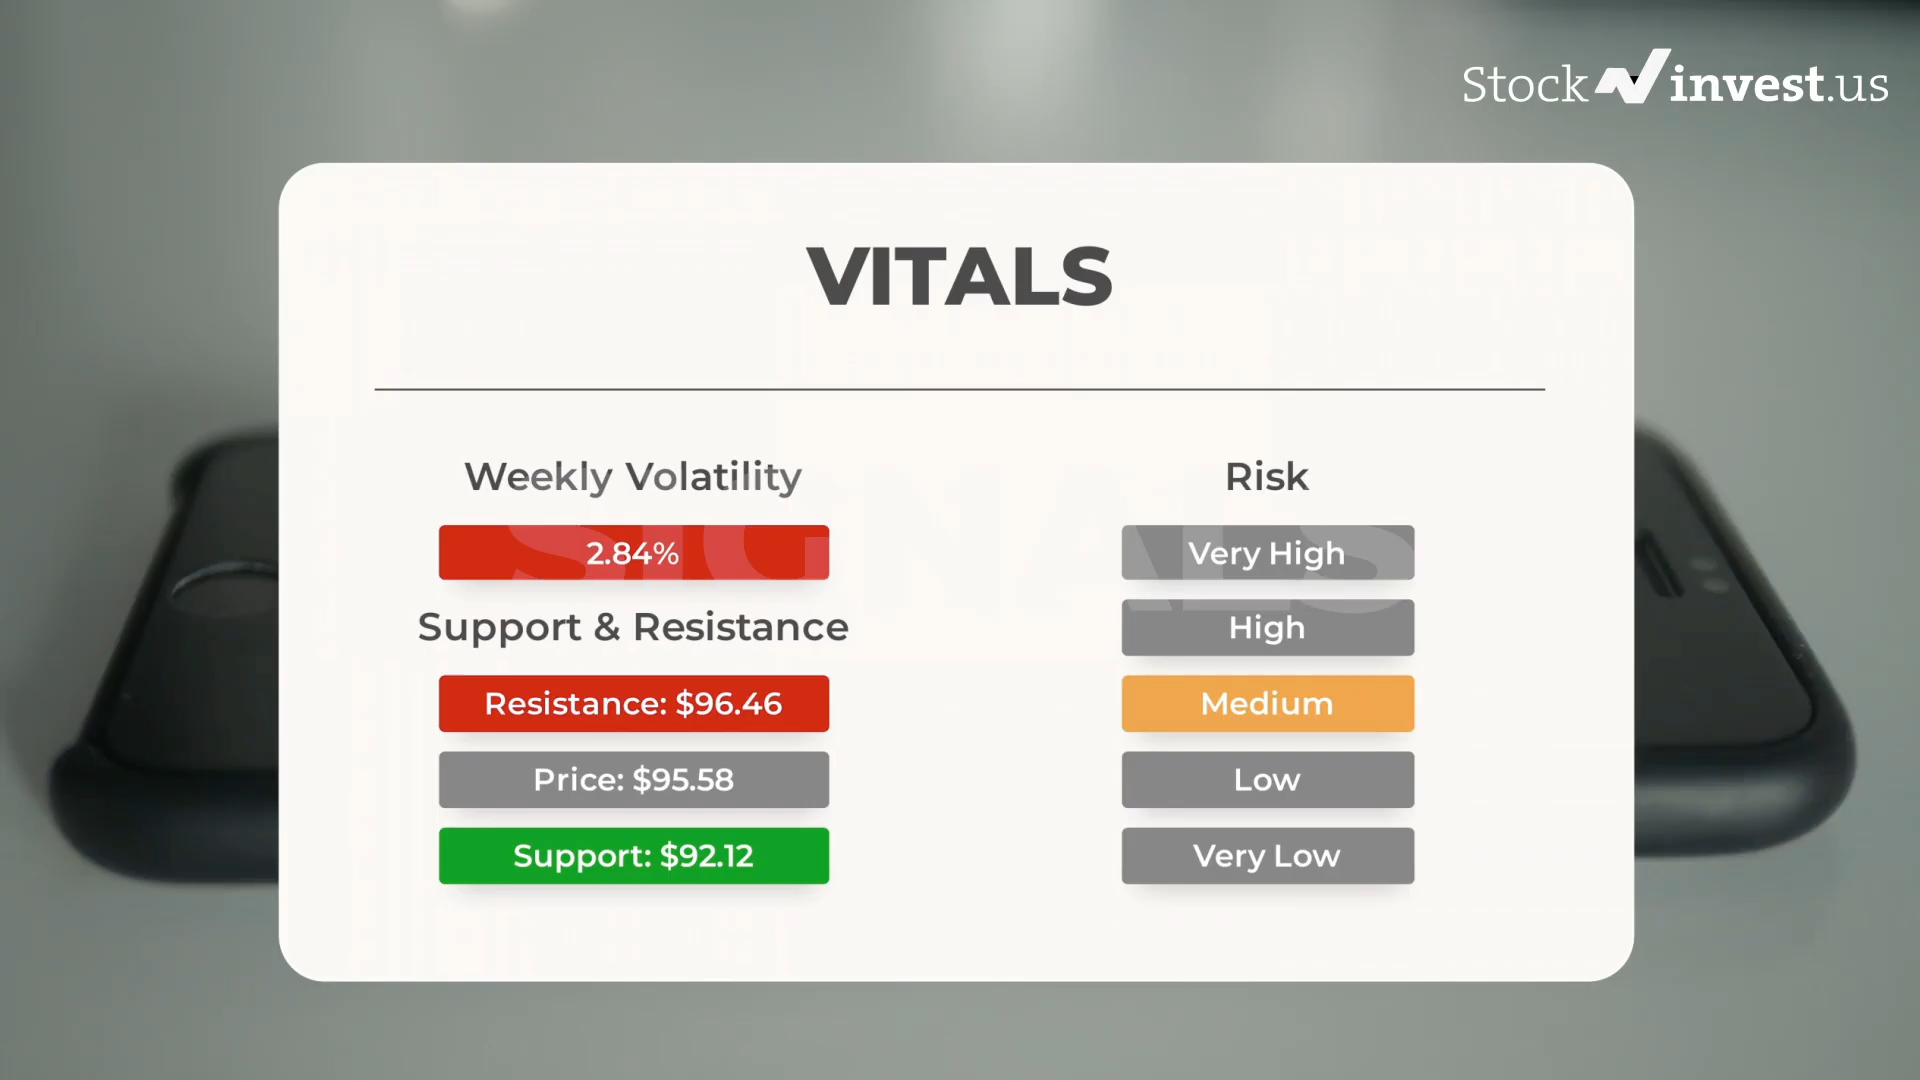 Stock invest.us
VITALS
Weekly Volatility
2.84%
Support & Resistance
Resistance: $96.46
Price: $95.58
Support: $92.12
Risk
Very High
High
Medium
Low
Very Low
SIGNALS